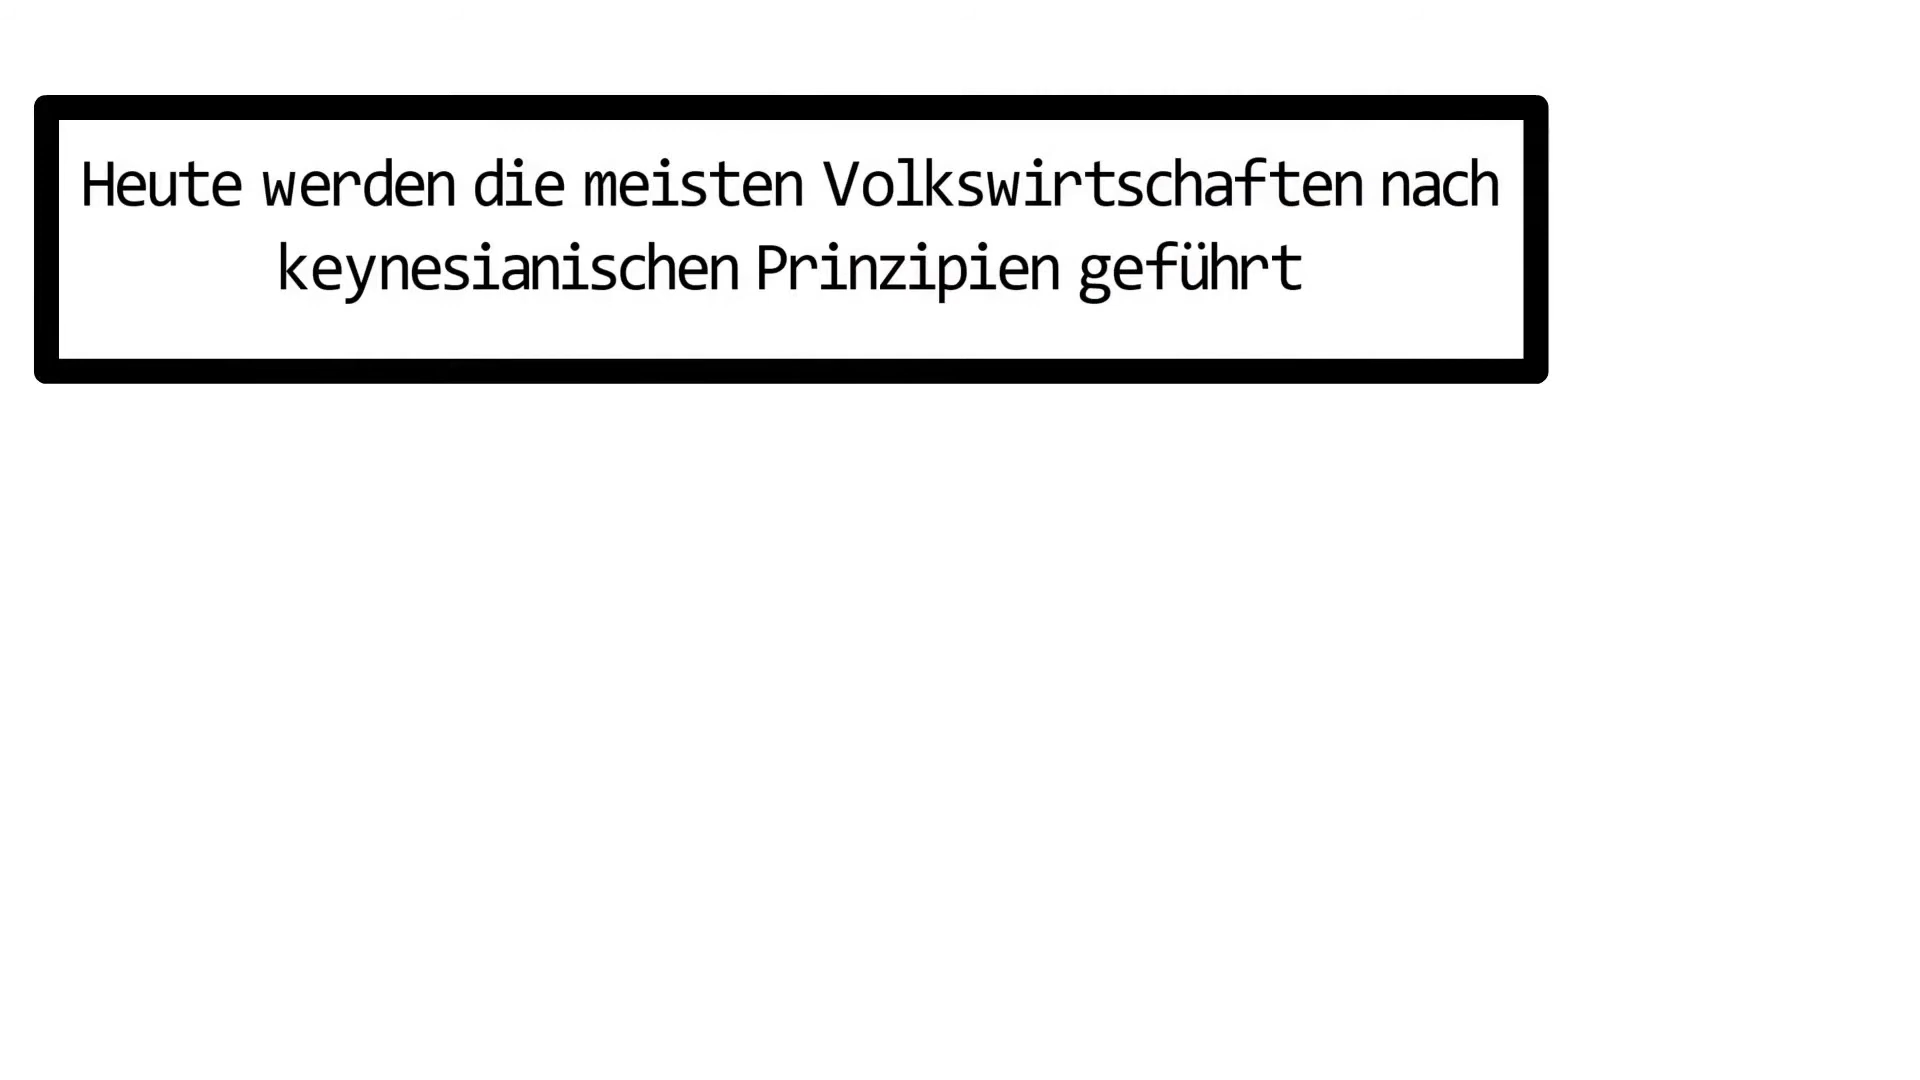 Heute werden die meisten Volkswirtschaften nach
keynesianischen Prinzipien geführt